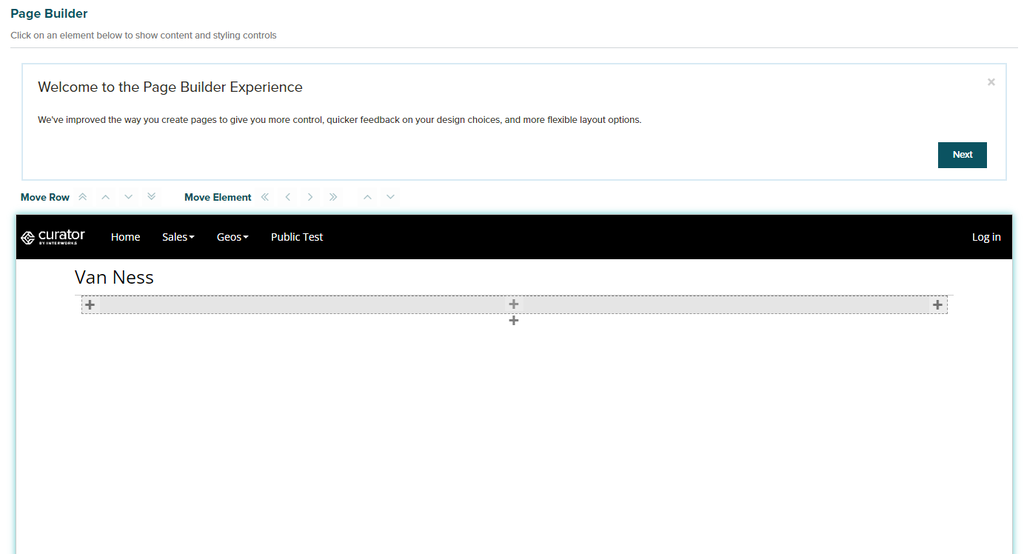 Page Builder
Click on an element below to show content and styling controls
Welcome to the Page Builder Experience
×
We've improved the way you create pages to give you more control, quicker feedback on your design choices, and more flexible layout options.
Next
Move Row Move Element
curator Home Sales Geos Public Test Log in
BY INTERWORKS
Van Ness